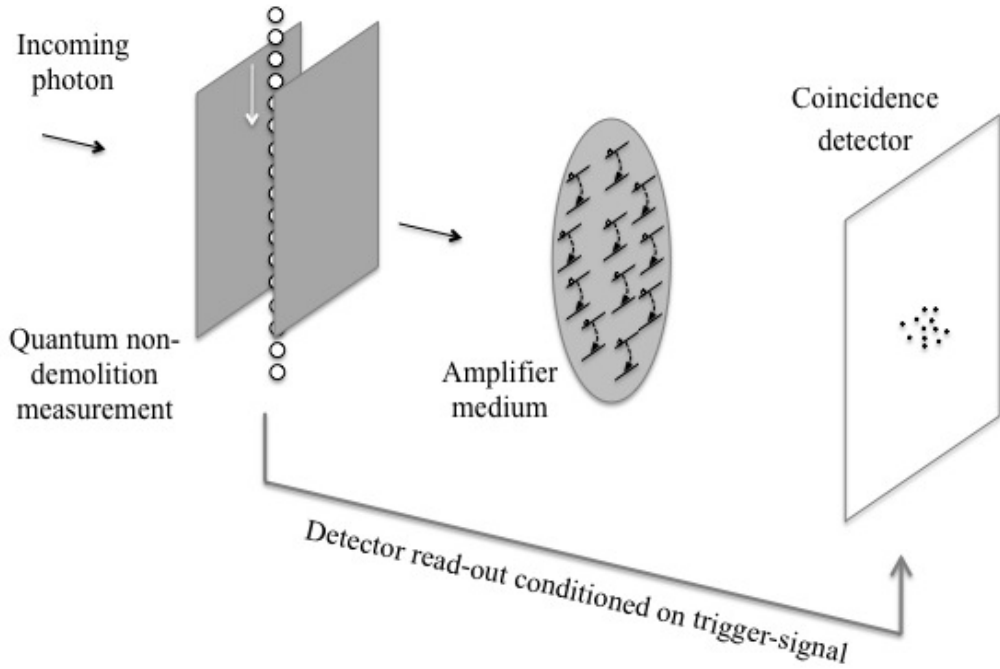 Incoming
photon
Coincidence
detector
Quantum non-
demolition
measurement
Amplifier
medium
Detector read-out conditioned on trigger-signal